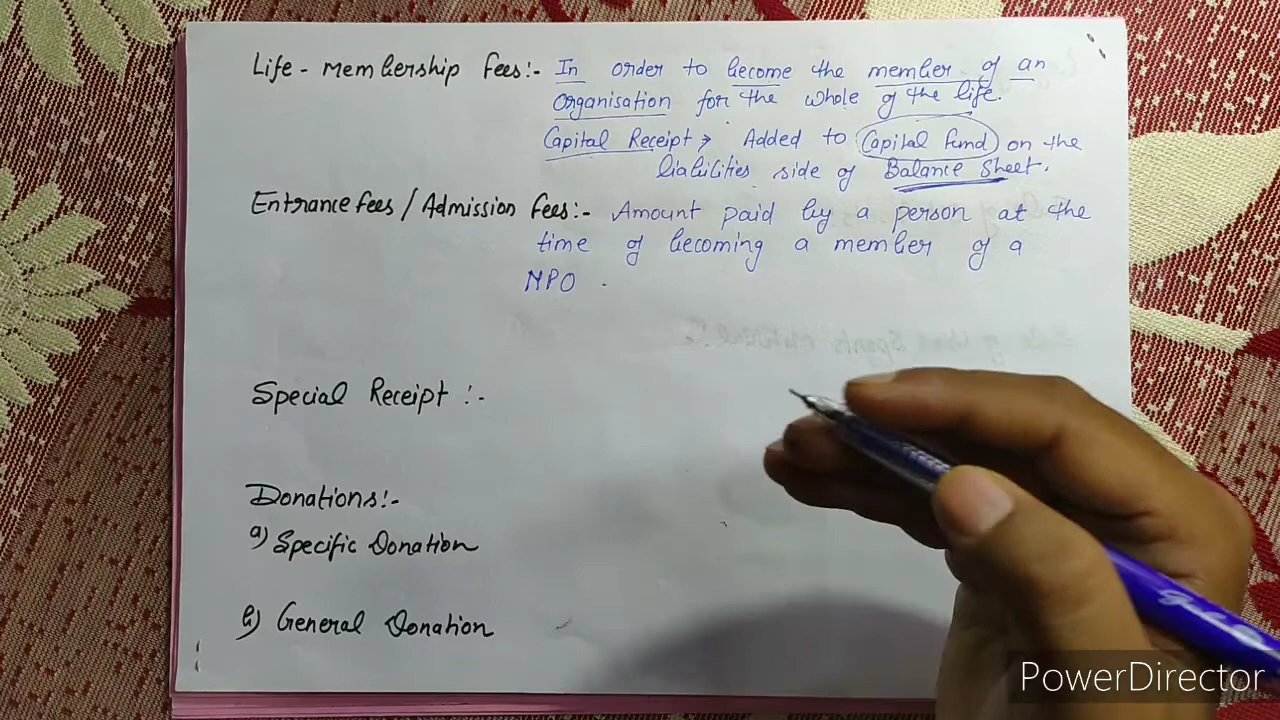 Life - Membership Fees:- In order to become the member of an
Organisation for the whole of the life.
Capital Receipt → Added to Capital Fund on the
liabilities side of Balance Sheet.
Entrance fees / Admission fees:- Amount paid by a person at the
time of becoming a member of a
NPO.
Special Receipt :-
Donations:-
a) Specific Donation
b) General Donation
PowerDirector